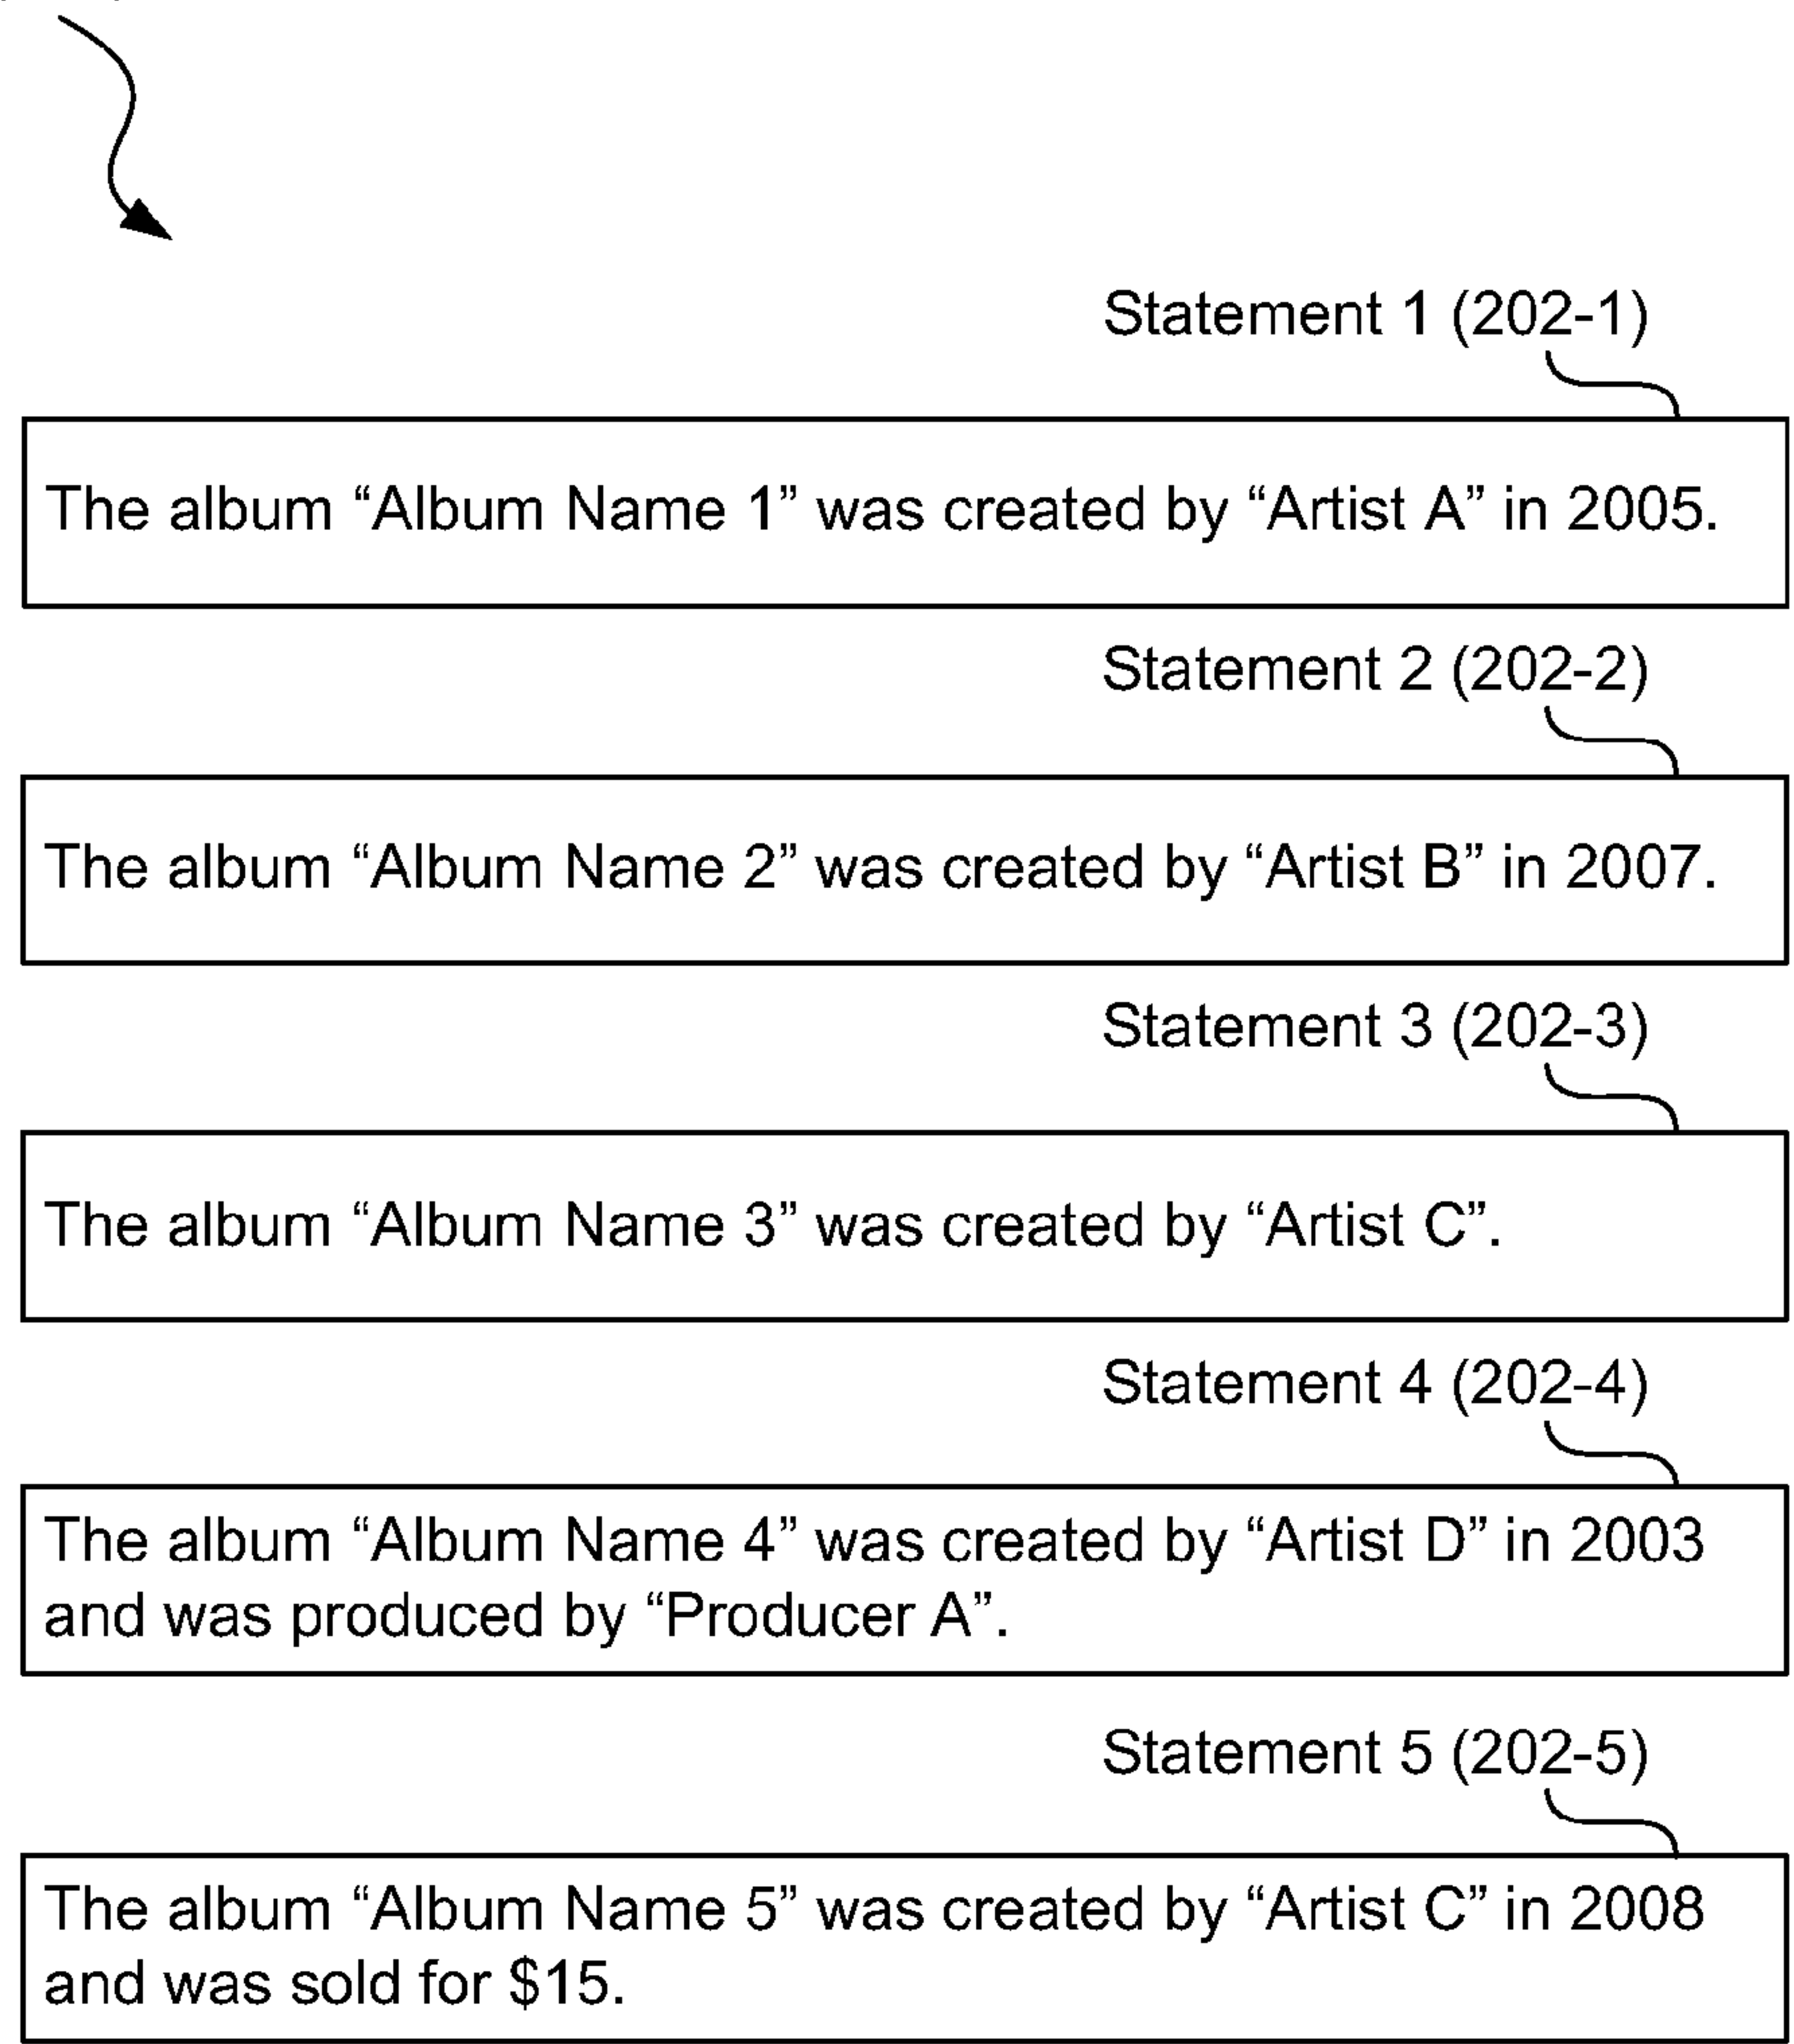 Statement 1 (202-1)
The album “Album Name 1” was created by “Artist A” in 2005.
Statement 2 (202-2)
The album “Album Name 2” was created by “Artist B” in 2007.
Statement 3 (202-3)
The album “Album Name 3” was created by “Artist C”.
Statement 4 (202-4)
The album “Album Name 4” was created by “Artist D” in 2003
and was produced by “Producer A”.
Statement 5 (202-5)
The album “Album Name 5” was created by “Artist C” in 2008
and was sold for $15.